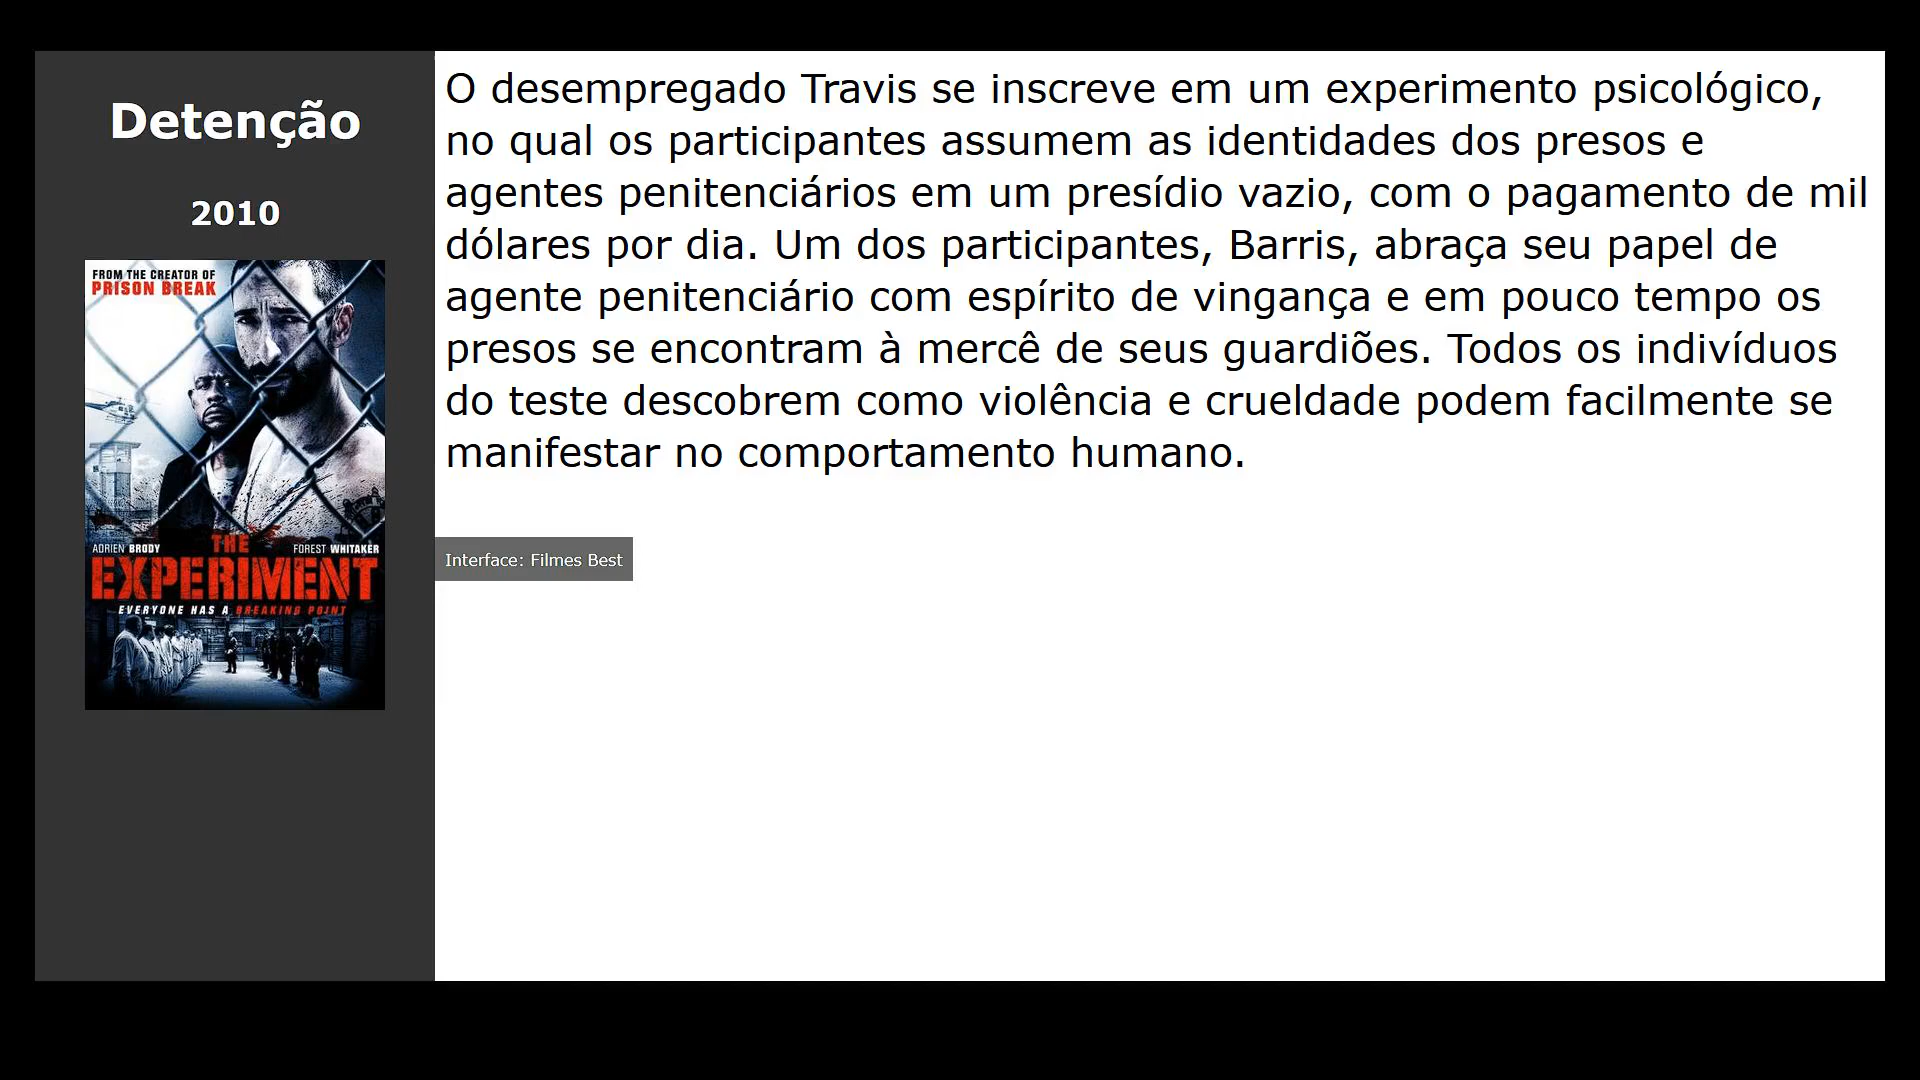 Detenção
2010
FROM THE CREATOR OF
PRISON BREAK
ADRIEN BRODY
FOREST WHITAKER
THE
EXPERIMENT
EVERYONE HAS A BREAKING POINT
O desempregado Travis se inscreve em um experimento psicológico,
no qual os participantes assumem as identidades dos presos e
agentes penitenciários em um presídio vazio, com o pagamento de mil
dólares por dia. Um dos participantes, Barris, abraça seu papel de
agente penitenciário com espírito de vingança e em pouco tempo os
presos se encontram à mercê de seus guardiões. Todos os indivíduos
do teste descobrem como violência e crueldade podem facilmente se
manifestar no comportamento humano.
Interface: Filmes Best